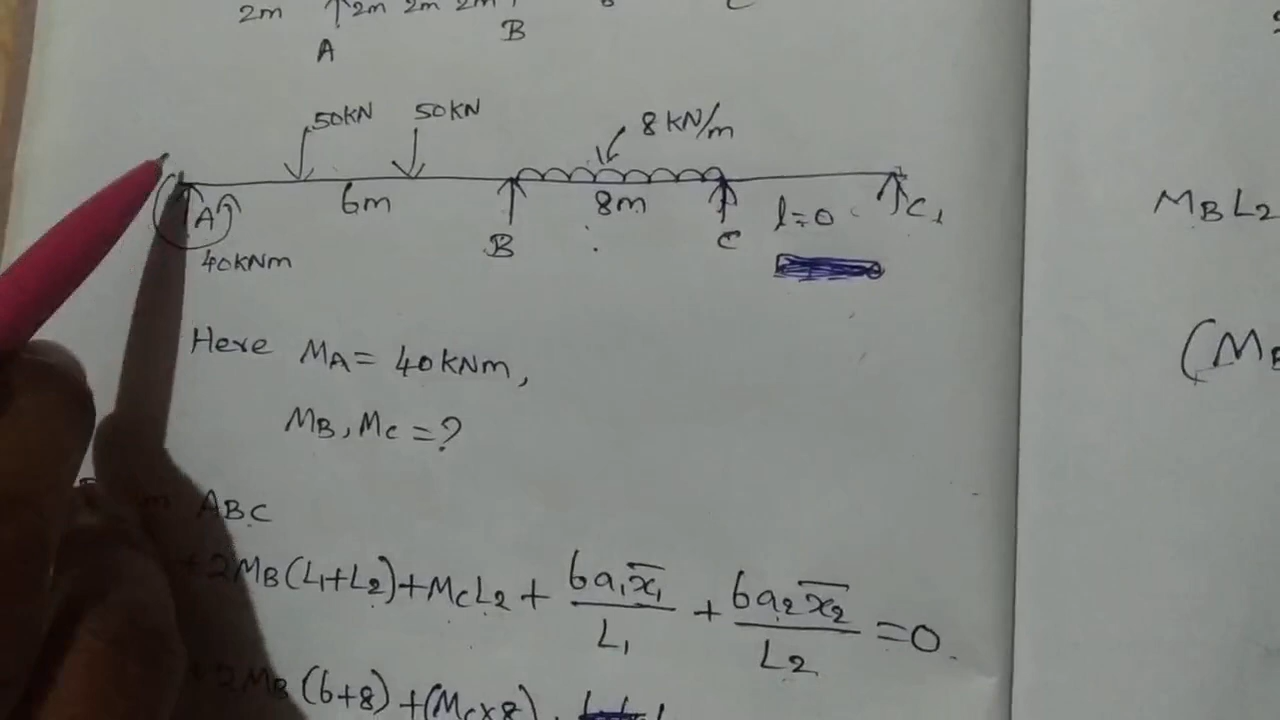 2m 2m 2m 2m
A B
50KN 50KN 8 KN/m
A 6m B 8m C l=0 C1
40KNm
Here MA = 40KNm,
MB, MC = ?
ABC
+2MB(L1+L2)+MCL2 + 6a1x̅1/L1 + 6a2x̅2/L2 = 0.
2MB(6+8)+(MC×8)
MBL2
(MB